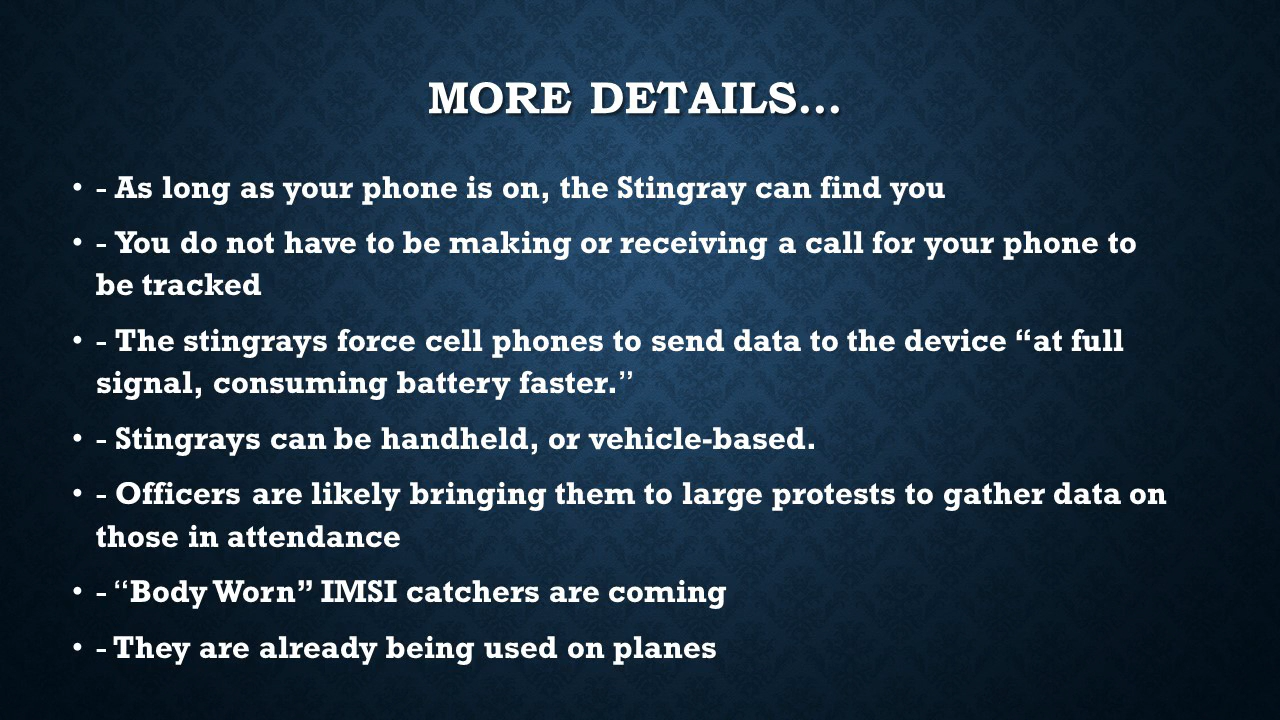 MORE DETAILS...
• - As long as your phone is on, the Stingray can find you
• - You do not have to be making or receiving a call for your phone to
be tracked
• - The stingrays force cell phones to send data to the device “at full
signal, consuming battery faster.”
• - Stingrays can be handheld, or vehicle-based.
• - Officers are likely bringing them to large protests to gather data on
those in attendance
• - “Body Worn” IMSI catchers are coming
• - They are already being used on planes